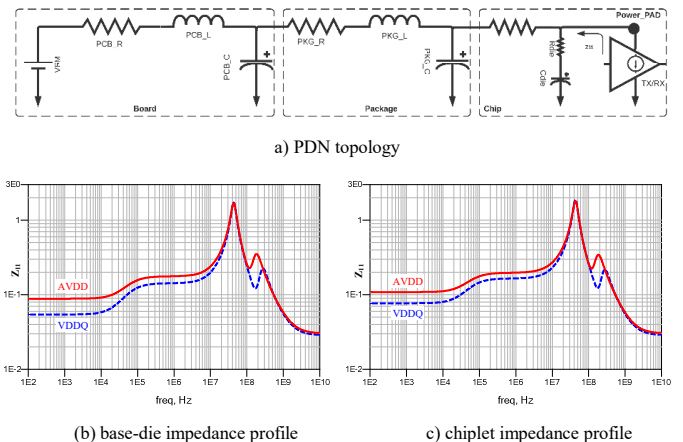 Power_PAD
PCB_R
PCB_L
PKG_R
PKG_L
VRM
PCB_C
PKG_C
Rdie
Cdie
Z11
TX/RX
Board
Package
Chip
a) PDN topology
3E0
1
1E-1
1E-2
Z11
AVDD
VDDQ
1E2 1E3 1E4 1E5 1E6 1E7 1E8 1E9 1E10
freq, Hz
3E0
1
1E-1
1E-2
Z11
AVDD
VDDQ
1E2 1E3 1E4 1E5 1E6 1E7 1E8 1E9 1E10
freq, Hz
(b) base-die impedance profile
c) chiplet impedance profile